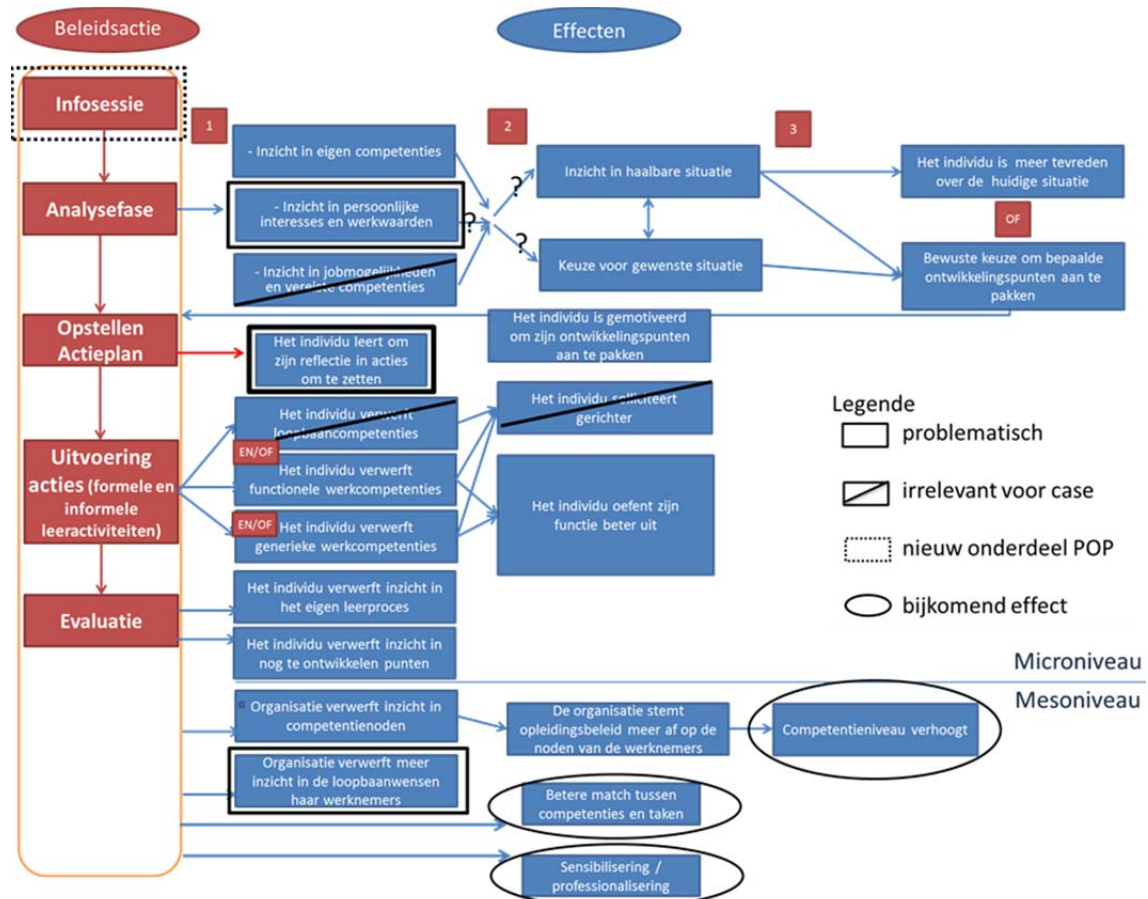 Beleidsactie
Effecten
Infosessie
1
2
3
- Inzicht in eigen competenties
Inzicht in haalbare situatie
Het individu is meer tevreden
over de huidige situatie
?
Analysefase
- Inzicht in persoonlijke
interesses en werkwaarden
?
?
OF
- Inzicht in jobmogelijkheden
en vereiste competenties
Keuze voor gewenste situatie
Bewuste keuze om bepaalde
ontwikkelingspunten aan te
pakken
Opstellen
Actieplan
Het individu is gemotiveerd
om zijn ontwikkelingspunten
aan te pakken
Het individu leert om
zijn reflectie in acties
om te zetten
Het individu verwerft
loopbaancompetenties
Het individu solliciteert
gerichter
EN/OF
Uitvoering
acties (formele en
informele
leeractiviteiten)
Het individu verwerft
functionele werkcompetenties
EN/OF
Het individu verwerft
generieke werkcompetenties
Het individu oefent zijn
functie beter uit
Legende
problematisch
irrelevant voor case
nieuw onderdeel POP
bijkomend effect
Evaluatie
Het individu verwerft inzicht in
het eigen leerproces
Het individu verwerft inzicht in
nog te ontwikkelen punten
Microniveau
Mesoniveau
Organisatie verwerft inzicht in
competentienoden
De organisatie stemt
opleidingsbeleid meer af op de
noden van de werknemers
Competentieniveau verhoogt
Organisatie verwerft meer
inzicht in de loopbaanwensen
haar werknemers
Betere match tussen
competenties en taken
Sensibilisering /
professionalisering